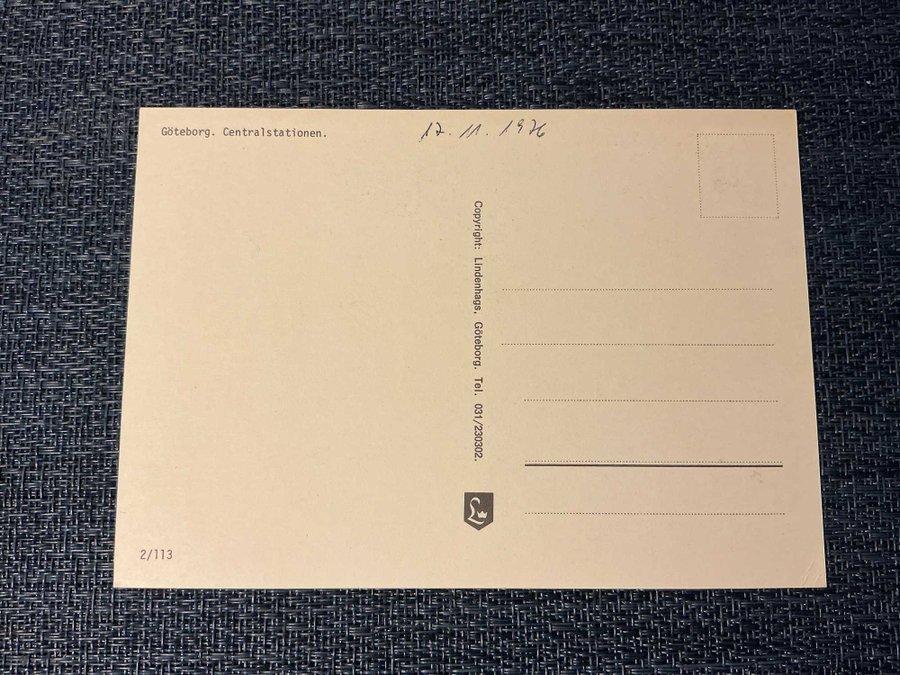 Göteborg. Centralstationen.
17. 11. 1976
Copyright: Lindenhags, Göteborg. Tel. 031/230302.
L
2/113